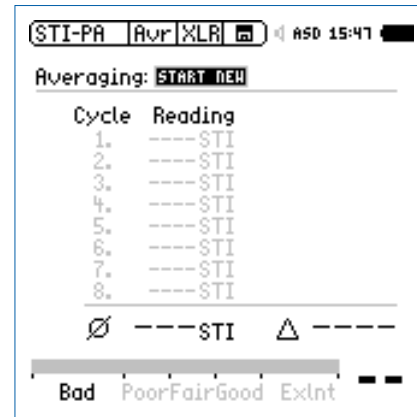 STI-PA Avr XLR ASD 15:47
Averaging: START NEW
Cycle Reading
1. ----STI
2. ----STI
3. ----STI
4. ----STI
5. ----STI
6. ----STI
7. ----STI
8. ----STI
Ø ---STI △ ----
Bad Poor Fair Good Exlnt --